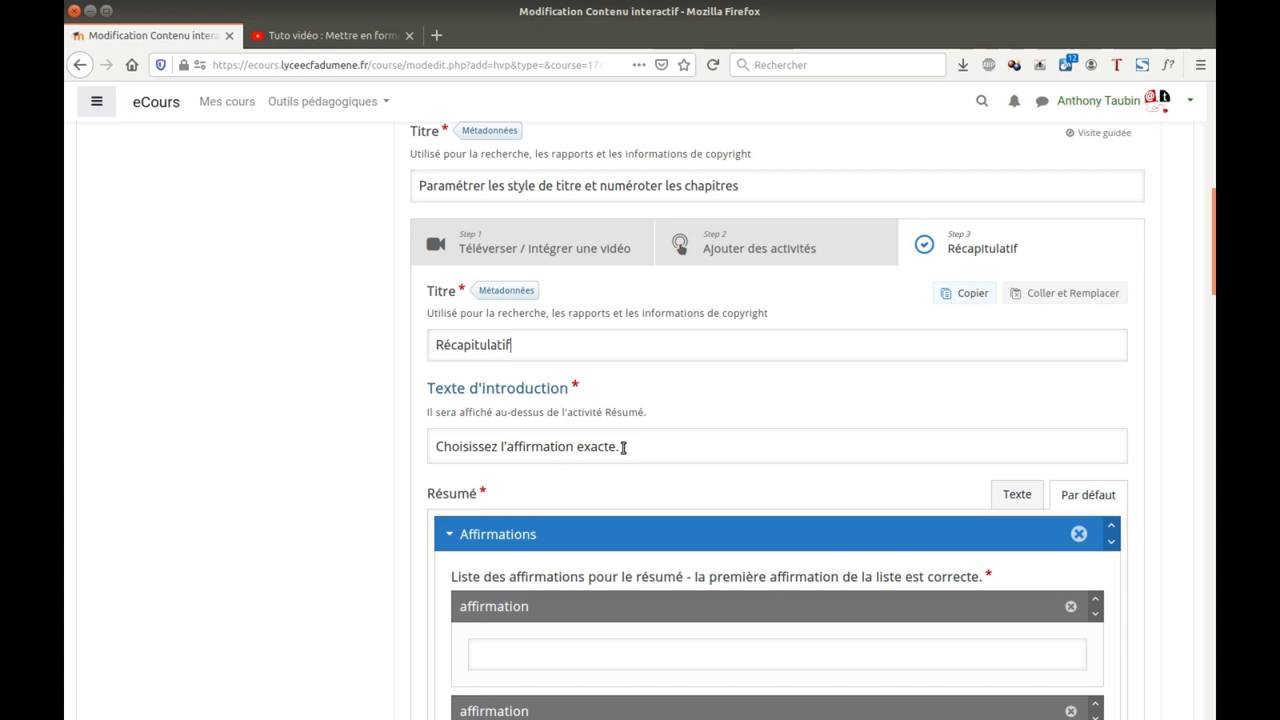 Modification Contenu interactif - Mozilla Firefox
Modification Contenu intera
Tuto vidéo : Mettre en form
https://ecours.lyceecfadumene.fr/course/modedit.php?add=hvp&type=&course=17
Rechercher
ABP
12
T
S
f?
eCours
Mes cours
Outils pédagogiques
Anthony Taubin
Titre *
Métadonnées
Visite guidée
Utilisé pour la recherche, les rapports et les informations de copyright
Paramétrer les style de titre et numéroter les chapitres
Step 1
Téléverser / intégrer une vidéo
Step 2
Ajouter des activités
Step 3
Récapitulatif
Titre *
Métadonnées
Copier
Coller et Remplacer
Utilisé pour la recherche, les rapports et les informations de copyright
Récapitulatif
Texte d'introduction *
Il sera affiché au-dessus de l'activité Résumé.
Choisissez l'affirmation exacte.
Résumé *
Texte
Par défaut
Affirmations
Liste des affirmations pour le résumé - la première affirmation de la liste est correcte. *
affirmation
affirmation